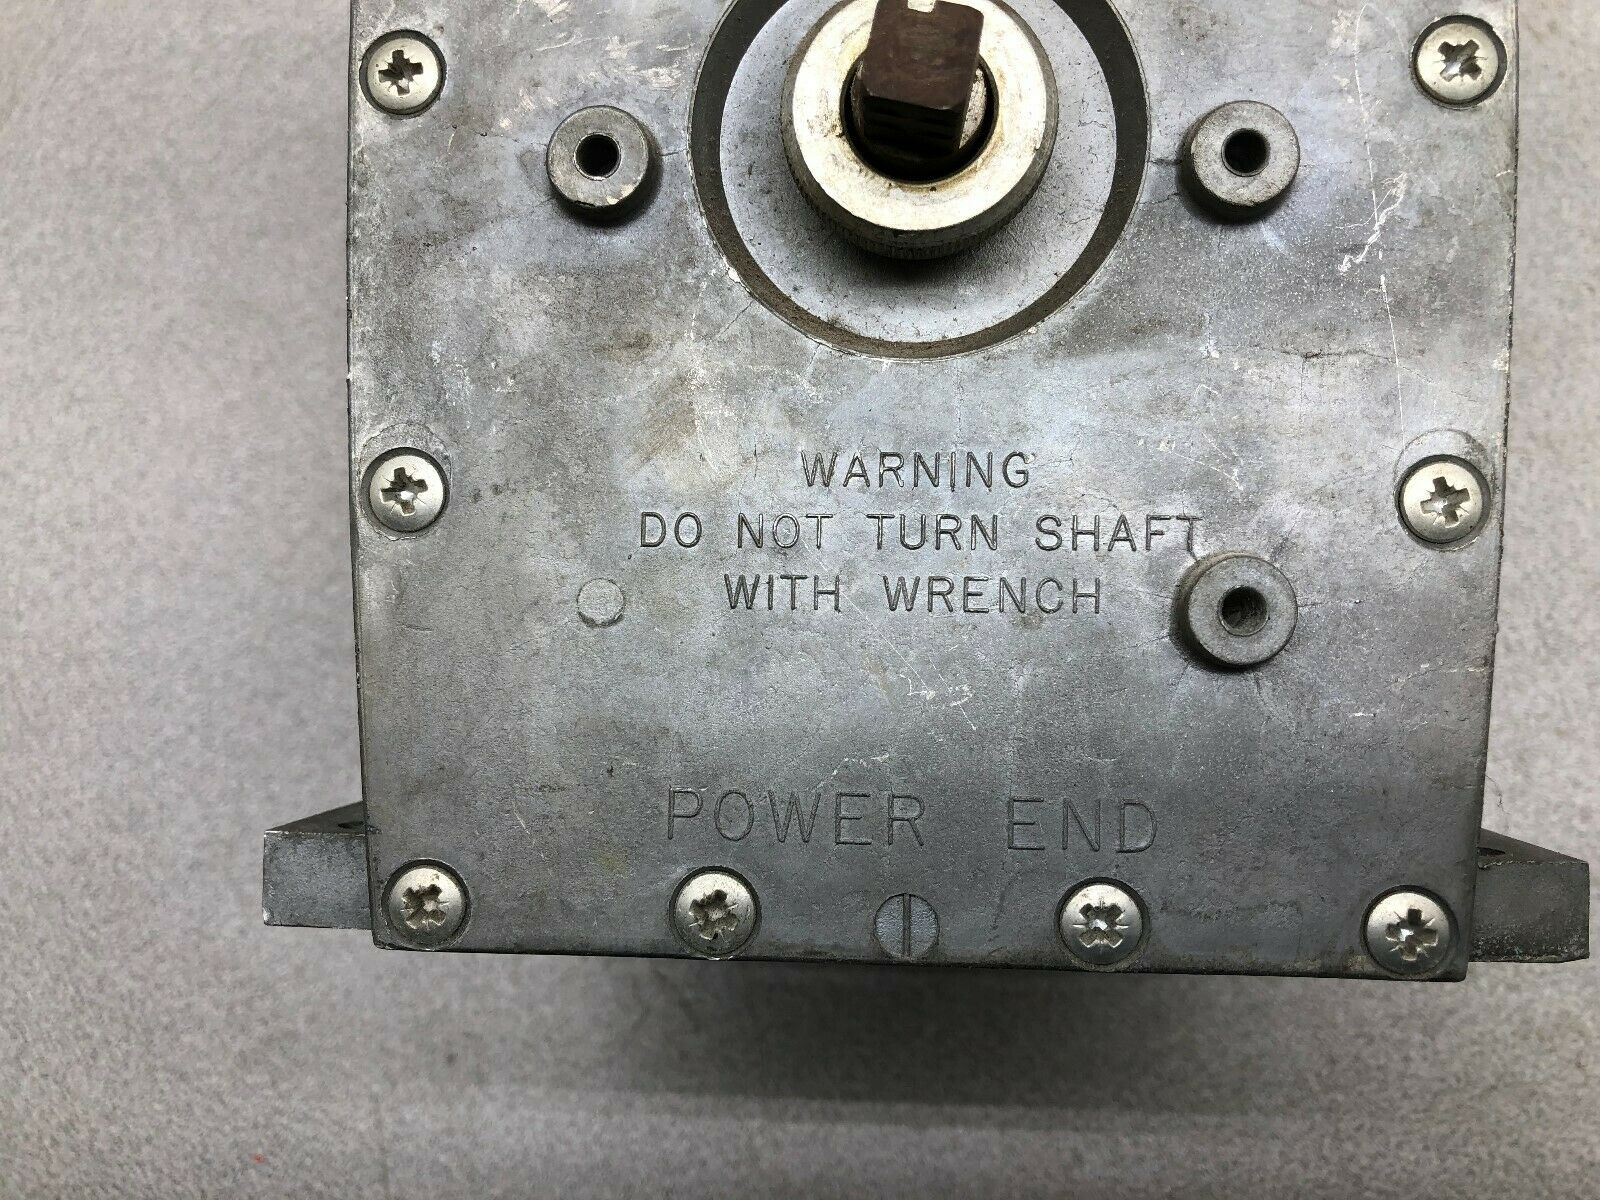 WARNING
DO NOT TURN SHAFT
WITH WRENCH
POWER END